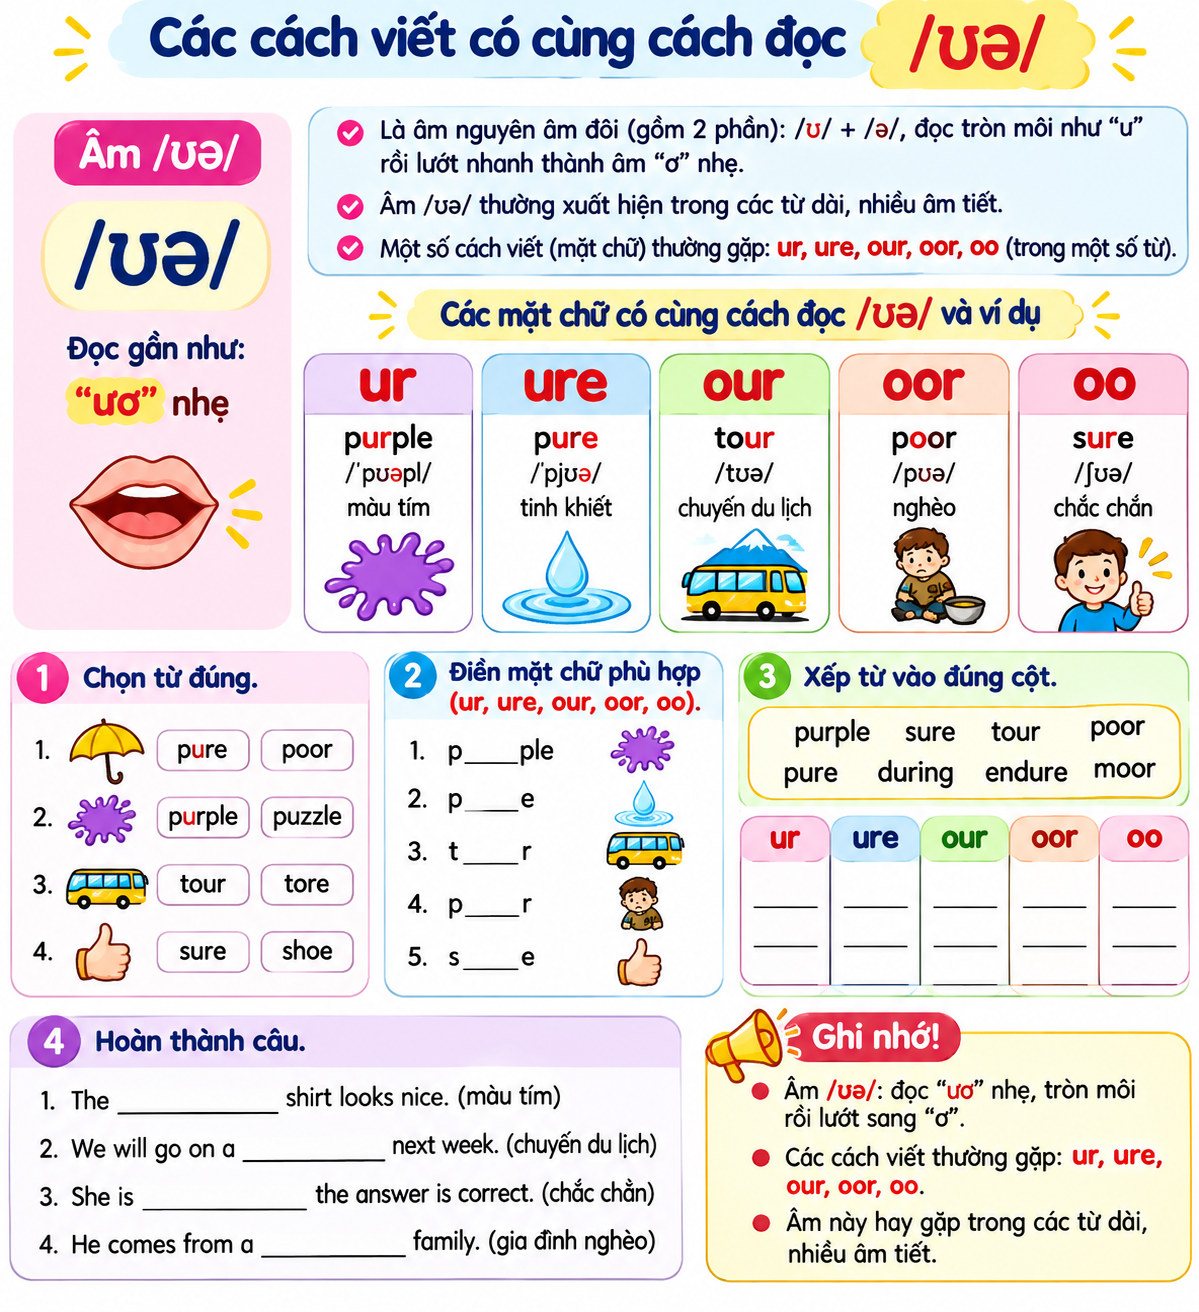 Các cách viết có cùng cách đọc /ʊə/
Âm /ʊə/
/ʊə/
Đọc gần như:
“ươ” nhẹ
Là âm nguyên âm đôi (gồm 2 phần): /ʊ/ + /ə/, đọc tròn môi như “ư”
rồi lướt nhanh thành âm “ơ” nhẹ.
Âm /ʊə/ thường xuất hiện trong các từ dài, nhiều âm tiết.
Một số cách viết (mặt chữ) thường gặp: ur, ure, our, oor, oo (trong một số từ).
Các mặt chữ có cùng cách đọc /ʊə/ và ví dụ
ur
purple
/ˈpʊəpl/
màu tím
ure
pure
/ˈpjʊə/
tinh khiết
our
tour
/tʊə/
chuyến du lịch
oor
poor
/pʊə/
nghèo
oo
sure
/ʃʊə/
chắc chắn
1 Chọn từ đúng.
1. pure poor
2. purple puzzle
3. tour tore
4. sure shoe
2 Điền mặt chữ phù hợp
(ur, ure, our, oor, oo).
1. p____ple
2. p____e
3. t____r
4. p____r
5. s____e
3 Xếp từ vào đúng cột.
purple sure tour poor
pure during endure moor
ur ure our oor oo
4 Hoàn thành câu.
1. The ____________ shirt looks nice. (màu tím)
2. We will go on a ____________ next week. (chuyến du lịch)
3. She is ____________ the answer is correct. (chắc chằn)
4. He comes from a ____________ family. (gia đình nghèo)
Ghi nhớ!
Âm /ʊə/: đọc “ươ” nhẹ, tròn môi
rồi lướt sang “ơ”.
Các cách viết thường gặp: ur, ure,
our, oor, oo.
Âm này hay gặp trong các từ dài,
nhiều âm tiết.